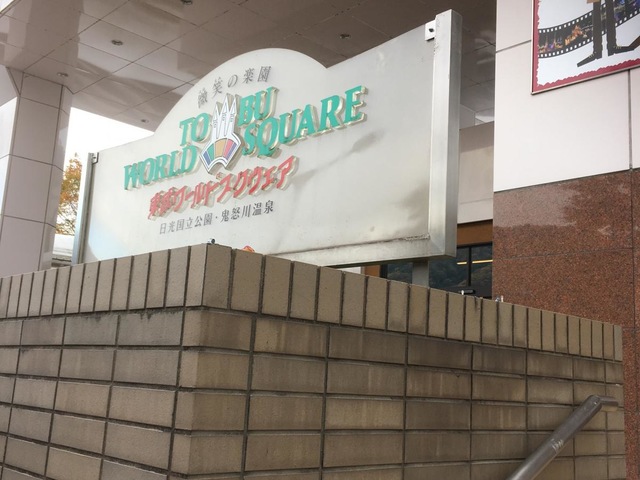 微笑の楽園
TOBU
WORLD SQUARE
東武ワールドスクウェア
日光国立公園・鬼怒川温泉